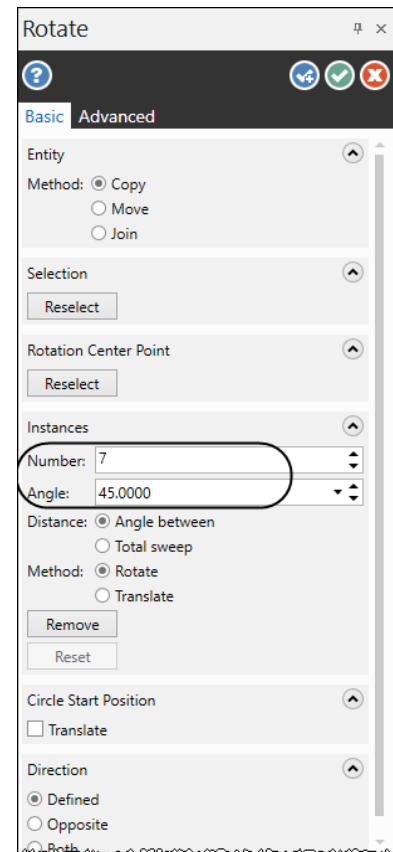 Rotate
Basic Advanced
Entity
Method: Copy
Move
Join
Selection
Reselect
Rotation Center Point
Reselect
Instances
Number: 7
Angle: 45.0000
Distance: Angle between
Total sweep
Method: Rotate
Translate
Remove
Reset
Circle Start Position
Translate
Direction
Defined
Opposite
Both